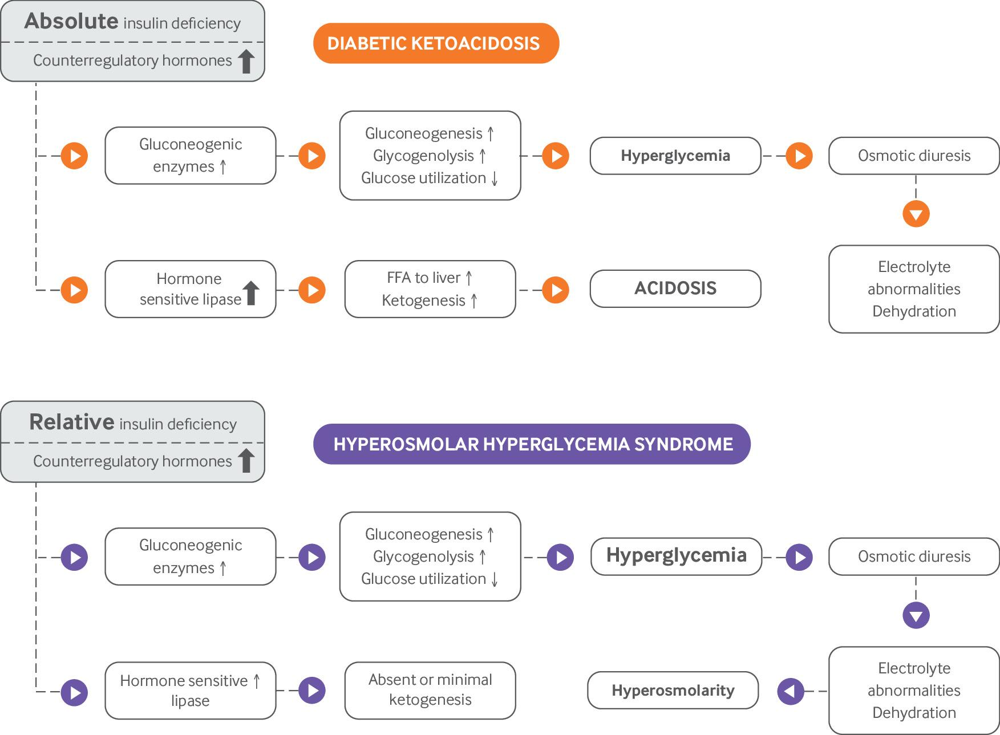 Absolute insulin deficiency
Counterregulatory hormones ⬆
DIABETIC KETOACIDOSIS
Gluconeogenic
enzymes ↑
Gluconeogenesis ↑
Glycogenolysis ↑
Glucose utilization ↓
Hyperglycemia
Osmotic diuresis
Hormone
sensitive lipase ⬆
FFA to liver ↑
Ketogenesis ↑
ACIDOSIS
Electrolyte
abnormalities
Dehydration
Relative insulin deficiency
Counterregulatory hormones ⬆
HYPEROSMOLAR HYPERGLYCEMIA SYNDROME
Gluconeogenic
enzymes ↑
Gluconeogenesis ↑
Glycogenolysis ↑
Glucose utilization ↓
Hyperglycemia
Osmotic diuresis
Hormone sensitive ↑
lipase
Absent or minimal
ketogenesis
Hyperosmolarity
Electrolyte
abnormalities
Dehydration